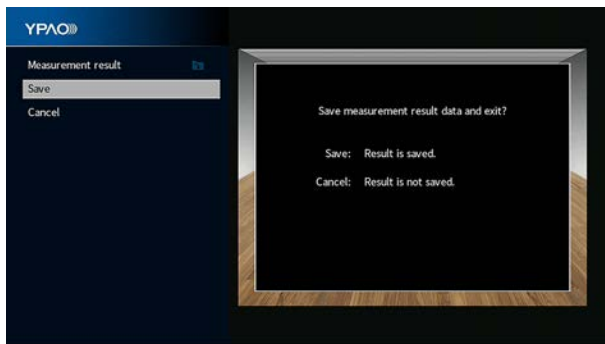 YPAO
Measurement result
Save
Cancel
Save measurement result data and exit?
Save: Result is saved.
Cancel: Result is not saved.